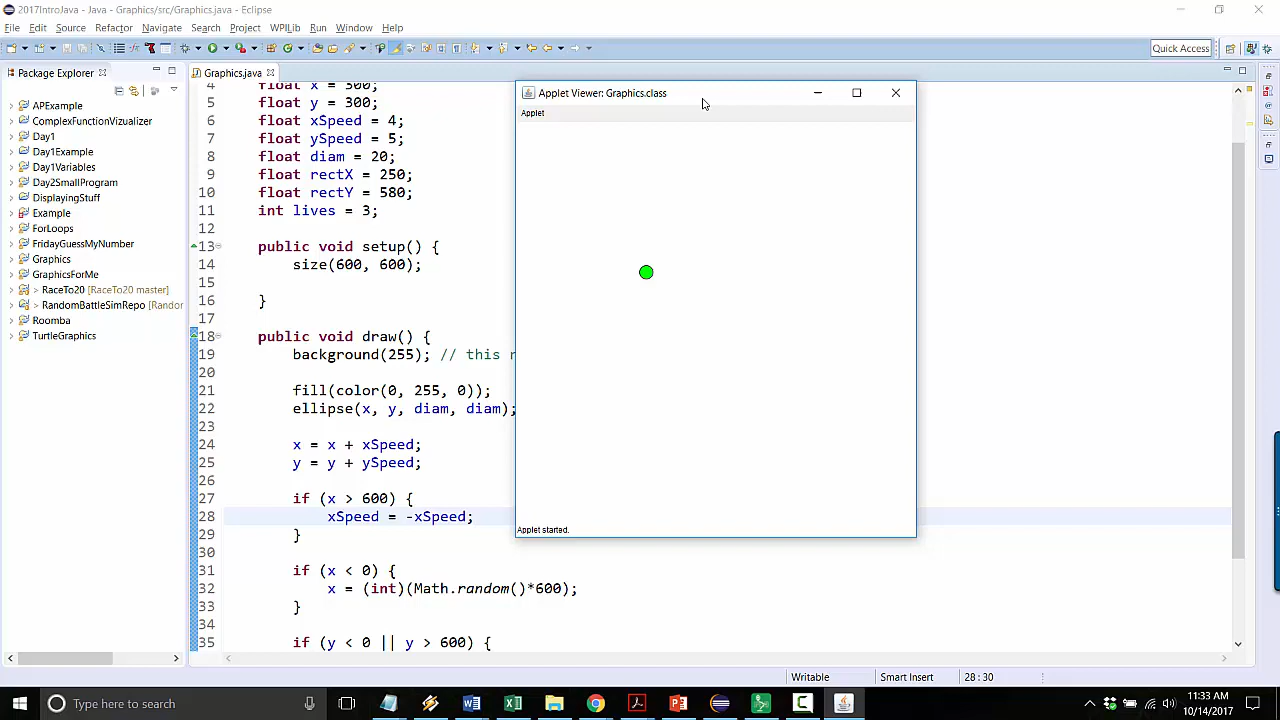 2017IntroJava - Java - Graphics/src/Graphics.java - Eclipse
File Edit Source Refactor Navigate Search Project WPILib Run Window Help
Quick Access
Package Explorer
APExample
ComplexFunctionVizualizer
Day1
Day1Example
Day1Variables
Day2SmallProgram
DisplayingStuff
Example
ForLoops
FridayGuessMyNumber
Graphics
GraphicsForMe
> RaceTo20 [RaceTo20 master]
> RandomBattleSimRepo [Randor
Roomba
TurtleGraphics
Graphics.java
4 float x = 300;
5 float y = 300;
6 float xSpeed = 4;
7 float ySpeed = 5;
8 float diam = 20;
9 float rectX = 250;
10 float rectY = 580;
11 int lives = 3;
12
13 public void setup() {
14 size(600, 600);
15
16 }
17
18 public void draw() {
19 background(255); // this r
20
21 fill(color(0, 255, 0));
22 ellipse(x, y, diam, diam);
23
24 x = x + xSpeed;
25 y = y + ySpeed;
26
27 if (x > 600) {
28 xSpeed = -xSpeed;
29 }
30
31 if (x < 0) {
32 x = (int)(Math.random()*600);
33 }
34
35 if (y < 0 || y > 600) {
Applet Viewer: Graphics.class
Applet
Applet started.
Writable Smart Insert 28 : 30
Type here to search
11:33 AM
10/14/2017